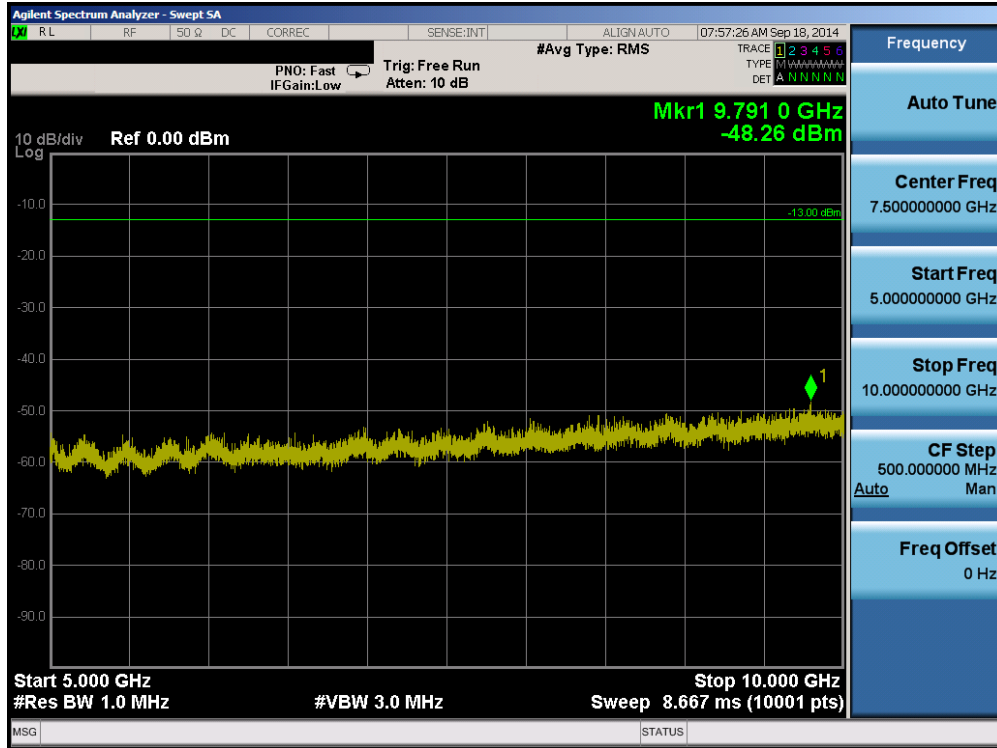 Agilent Spectrum Analyzer - Swept SA
LXI RL RF 50 Ω DC CORREC SENSE:INT ALIGN AUTO 07:57:26 AM Sep 18, 2014
#Avg Type: RMS
TRACE 1 2 3 4 5 6
PNO: Fast Trig: Free Run
TYPE M
IFGain:Low Atten: 10 dB
DET A N N N N N
Mkr1 9.791 0 GHz
-48.26 dBm
10 dB/div Ref 0.00 dBm
Log
-10.0
-13.00 dBm
-20.0
-30.0
-40.0
1
-50.0
-60.0
-70.0
-80.0
-90.0
Start 5.000 GHz Stop 10.000 GHz
#Res BW 1.0 MHz #VBW 3.0 MHz Sweep 8.667 ms (10001 pts)
MSG STATUS
Frequency
Auto Tune
Center Freq
7.500000000 GHz
Start Freq
5.000000000 GHz
Stop Freq
10.000000000 GHz
CF Step
500.000000 MHz
Auto Man
Freq Offset
0 Hz